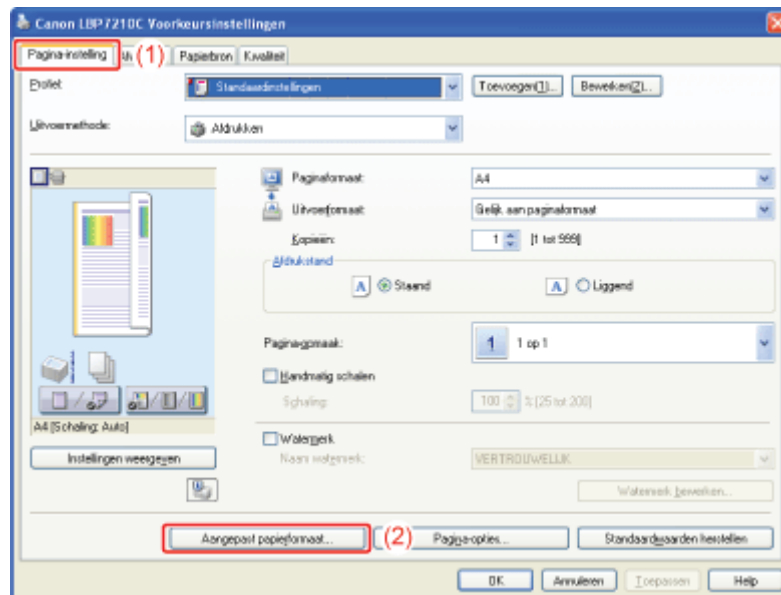 Canon LBP7210C Voorkeursinstellingen
Pagina-instelling (1) Papierbron Kwaliteit
Profiel: Standaardinstellingen Toevoegen(1)... Bewerken(2)...
Uitvoermethode: Afdrukken
Paginaformaat: A4
Uitvoerformaat: Gelijk aan paginaformaat
Kopieën: 1 [1 tot 999]
Afdrukstand
A Staand A Liggend
Pagina-opmaak: 1 1 op 1
Handmatig schalen
Schaling: 100 % [25 tot 200]
A4 [Schaling: Auto]
Watermerk
Instellingen weergeven Naam watermerk: VERTROUWELIJK
Watermerk bewerken...
Aangepast papierformaat... (2) Pagina-opties... Standaardwaarden herstellen
OK Annuleren Toepassen Help